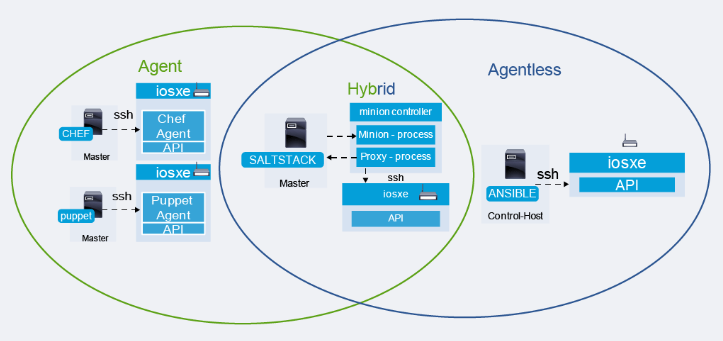 Agent
iosxe
ssh
CHEF
Chef
Agent
API
Master
iosxe
ssh
puppet
Puppet
Agent
API
Master
Hybrid
minion controller
Minion - process
Proxy - process
SALTSTACK
Master
ssh
iosxe
API
Agentless
iosxe
ssh
API
ANSIBLE
Control-Host